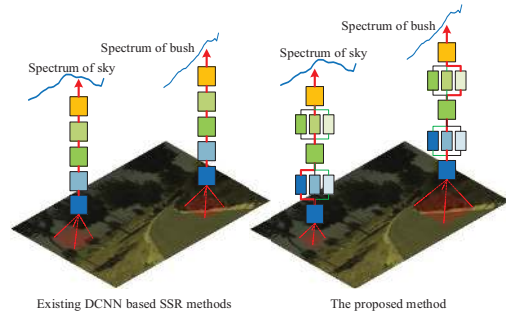 Spectrum of bush
Spectrum of bush
Spectrum of sky
Spectrum of sky
Existing DCNN based SSR methods
The proposed method